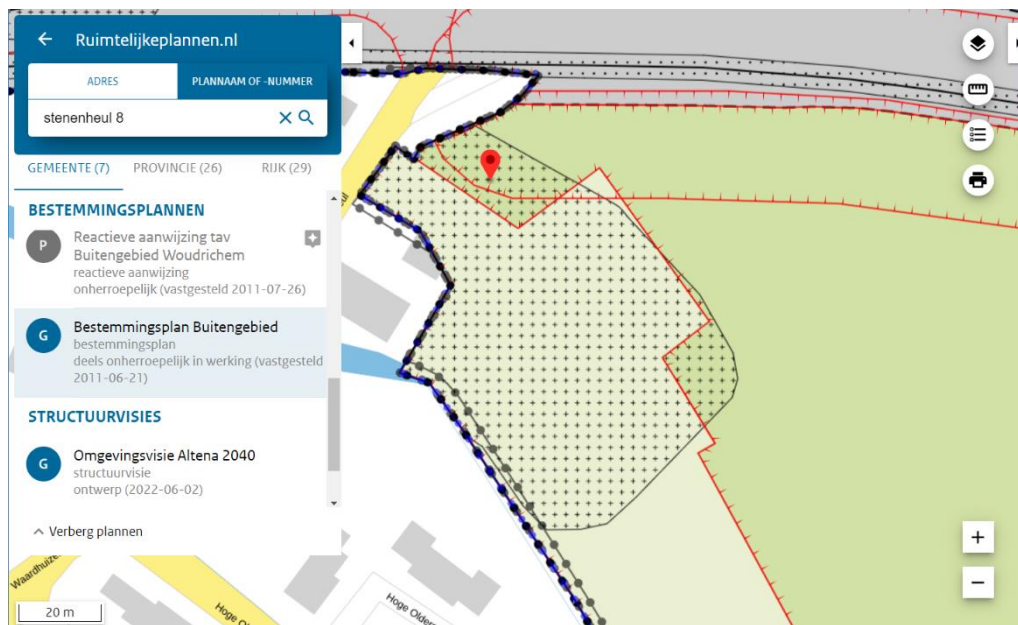 Ruimtelijkeplannen.nl
ADRES
PLANNAAM OF -NUMMER
stenenheul 8
GEMEENTE (7)
PROVINCIE (26)
RIJK (29)
BESTEMMINGSPLANNEN
P
Reactieve aanwijzing tav
Buitengebied Woudrichem
reactieve aanwijzing
onherroepelijk (vastgesteld 2011-07-26)
G
Bestemmingsplan Buitengebied
bestemmingsplan
deels onherroepelijk in werking (vastgesteld
2011-06-21)
STRUCTUURVISIES
G
Omgevingsvisie Altena 2040
structuurvisie
ontwerp (2022-06-02)
Verberg plannen
20 m
Hoge